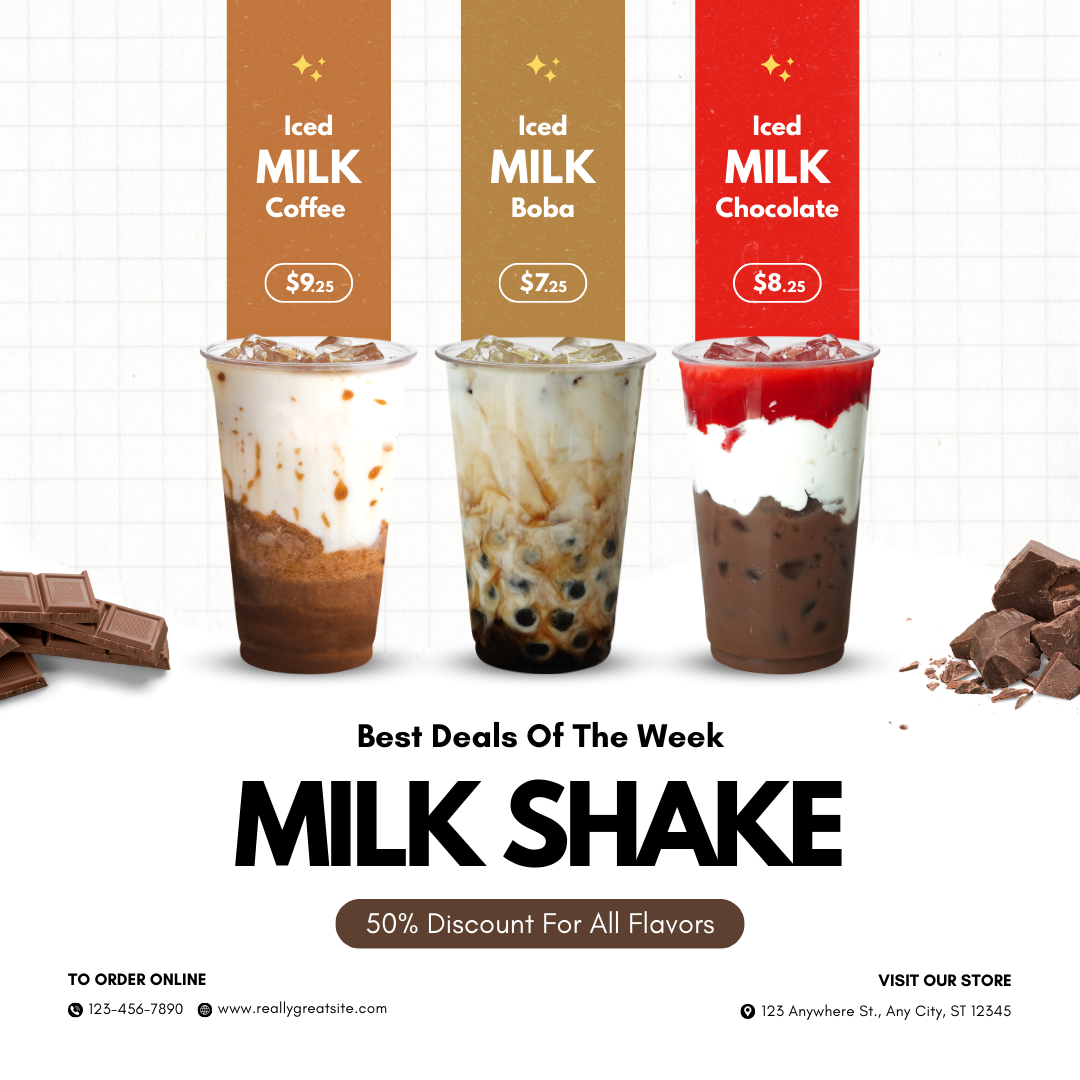 Iced
MILK
Coffee
$9.25
Iced
MILK
Boba
$7.25
Iced
MILK
Chocolate
$8.25
Best Deals Of The Week
MILK SHAKE
50% Discount For All Flavors
TO ORDER ONLINE
123-456-7890 www.reallygreatsite.com
VISIT OUR STORE
123 Anywhere St., Any City, ST 12345